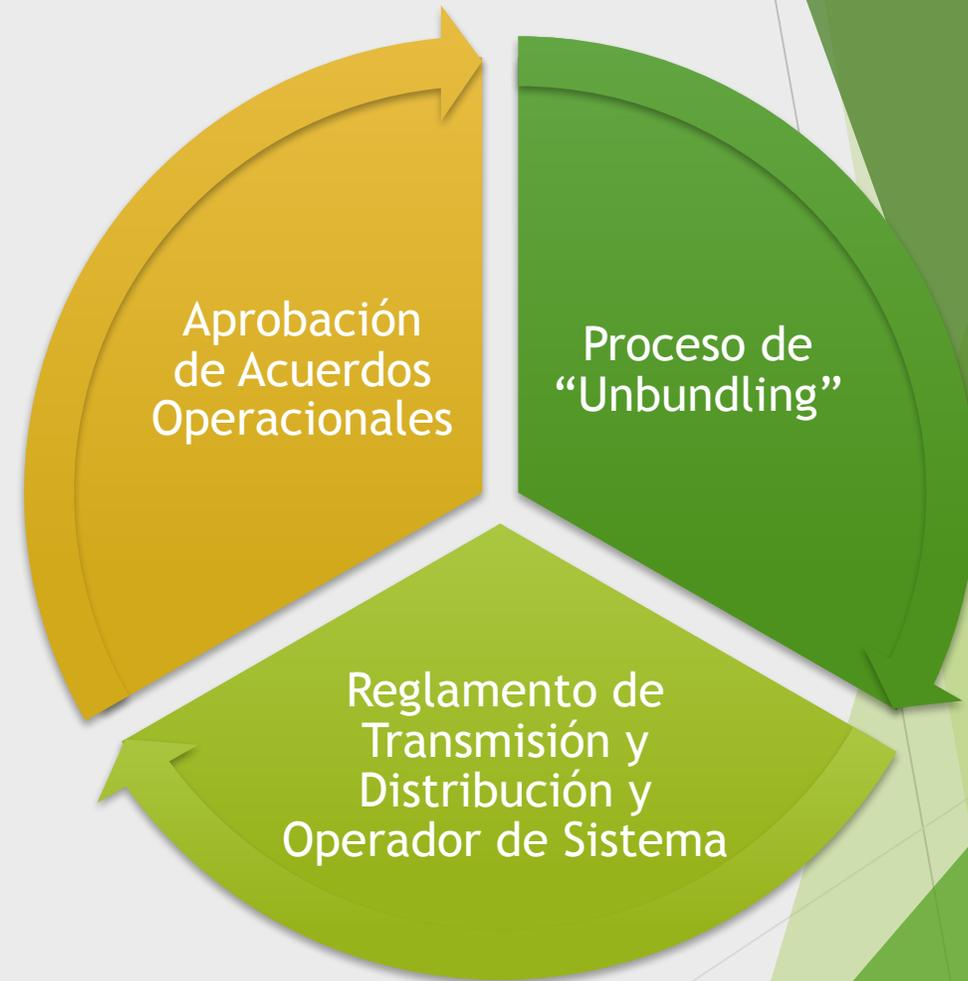 Aprobación
de Acuerdos
Operacionales
Proceso de
“Unbundling”
Reglamento de
Transmisión y
Distribución y
Operador de Sistema